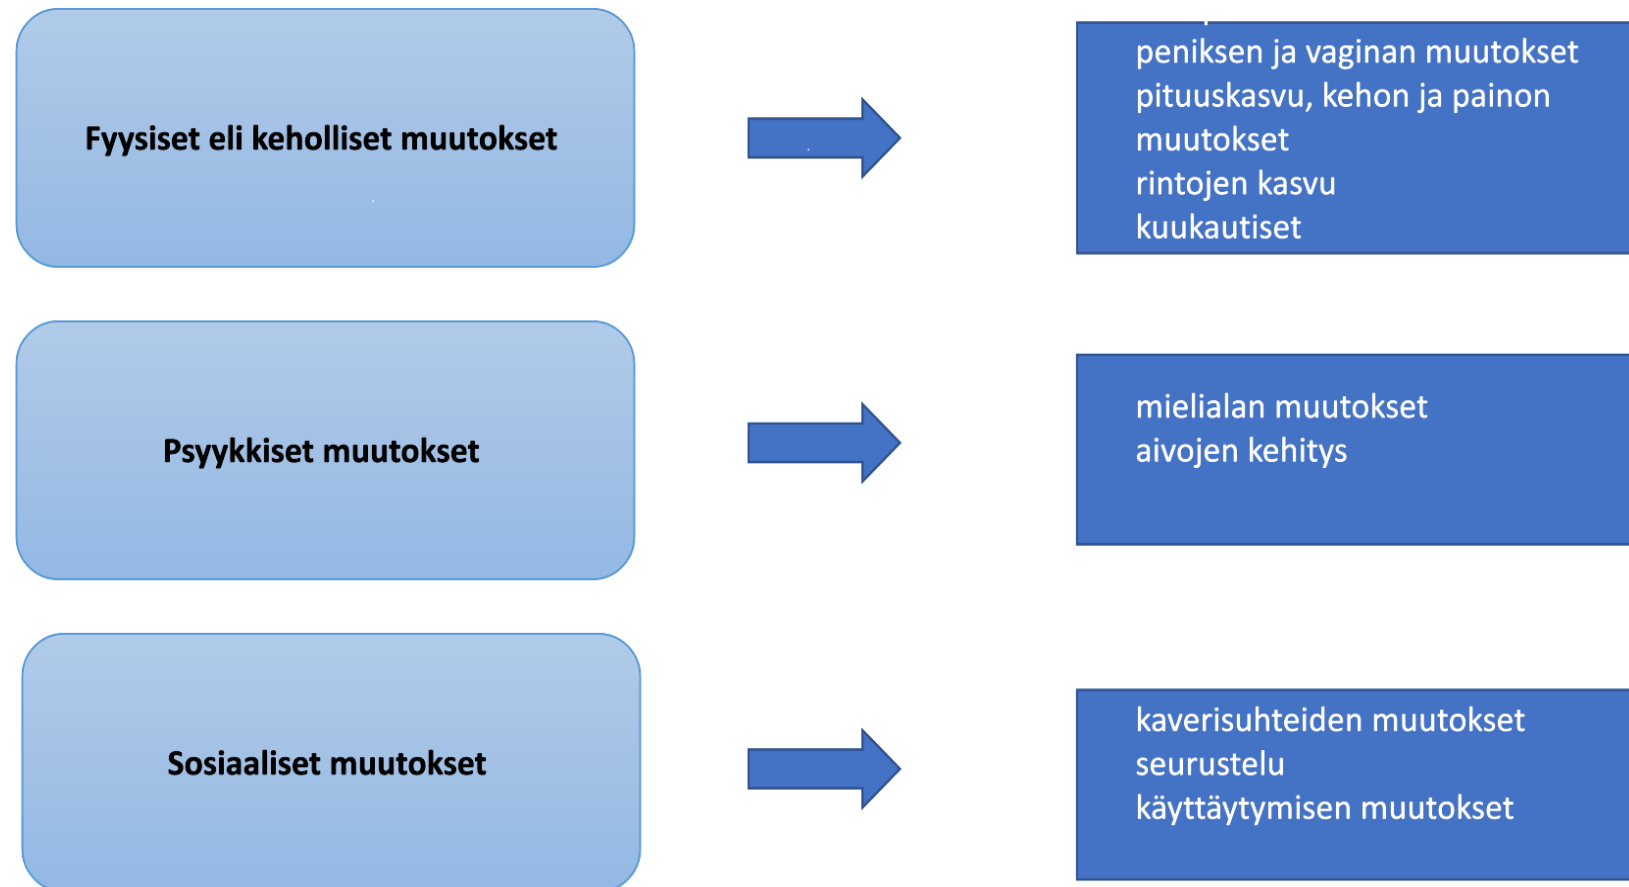 Fyysiset eli keholliset muutokset
peniksen ja vaginan muutokset
pituuskasvu, kehon ja painon
muutokset
rintojen kasvu
kuukautiset
Psyykkiset muutokset
mielialan muutokset
aivojen kehitys
Sosiaaliset muutokset
kaverisuhteiden muutokset
seurustelu
käyttäytymisen muutokset